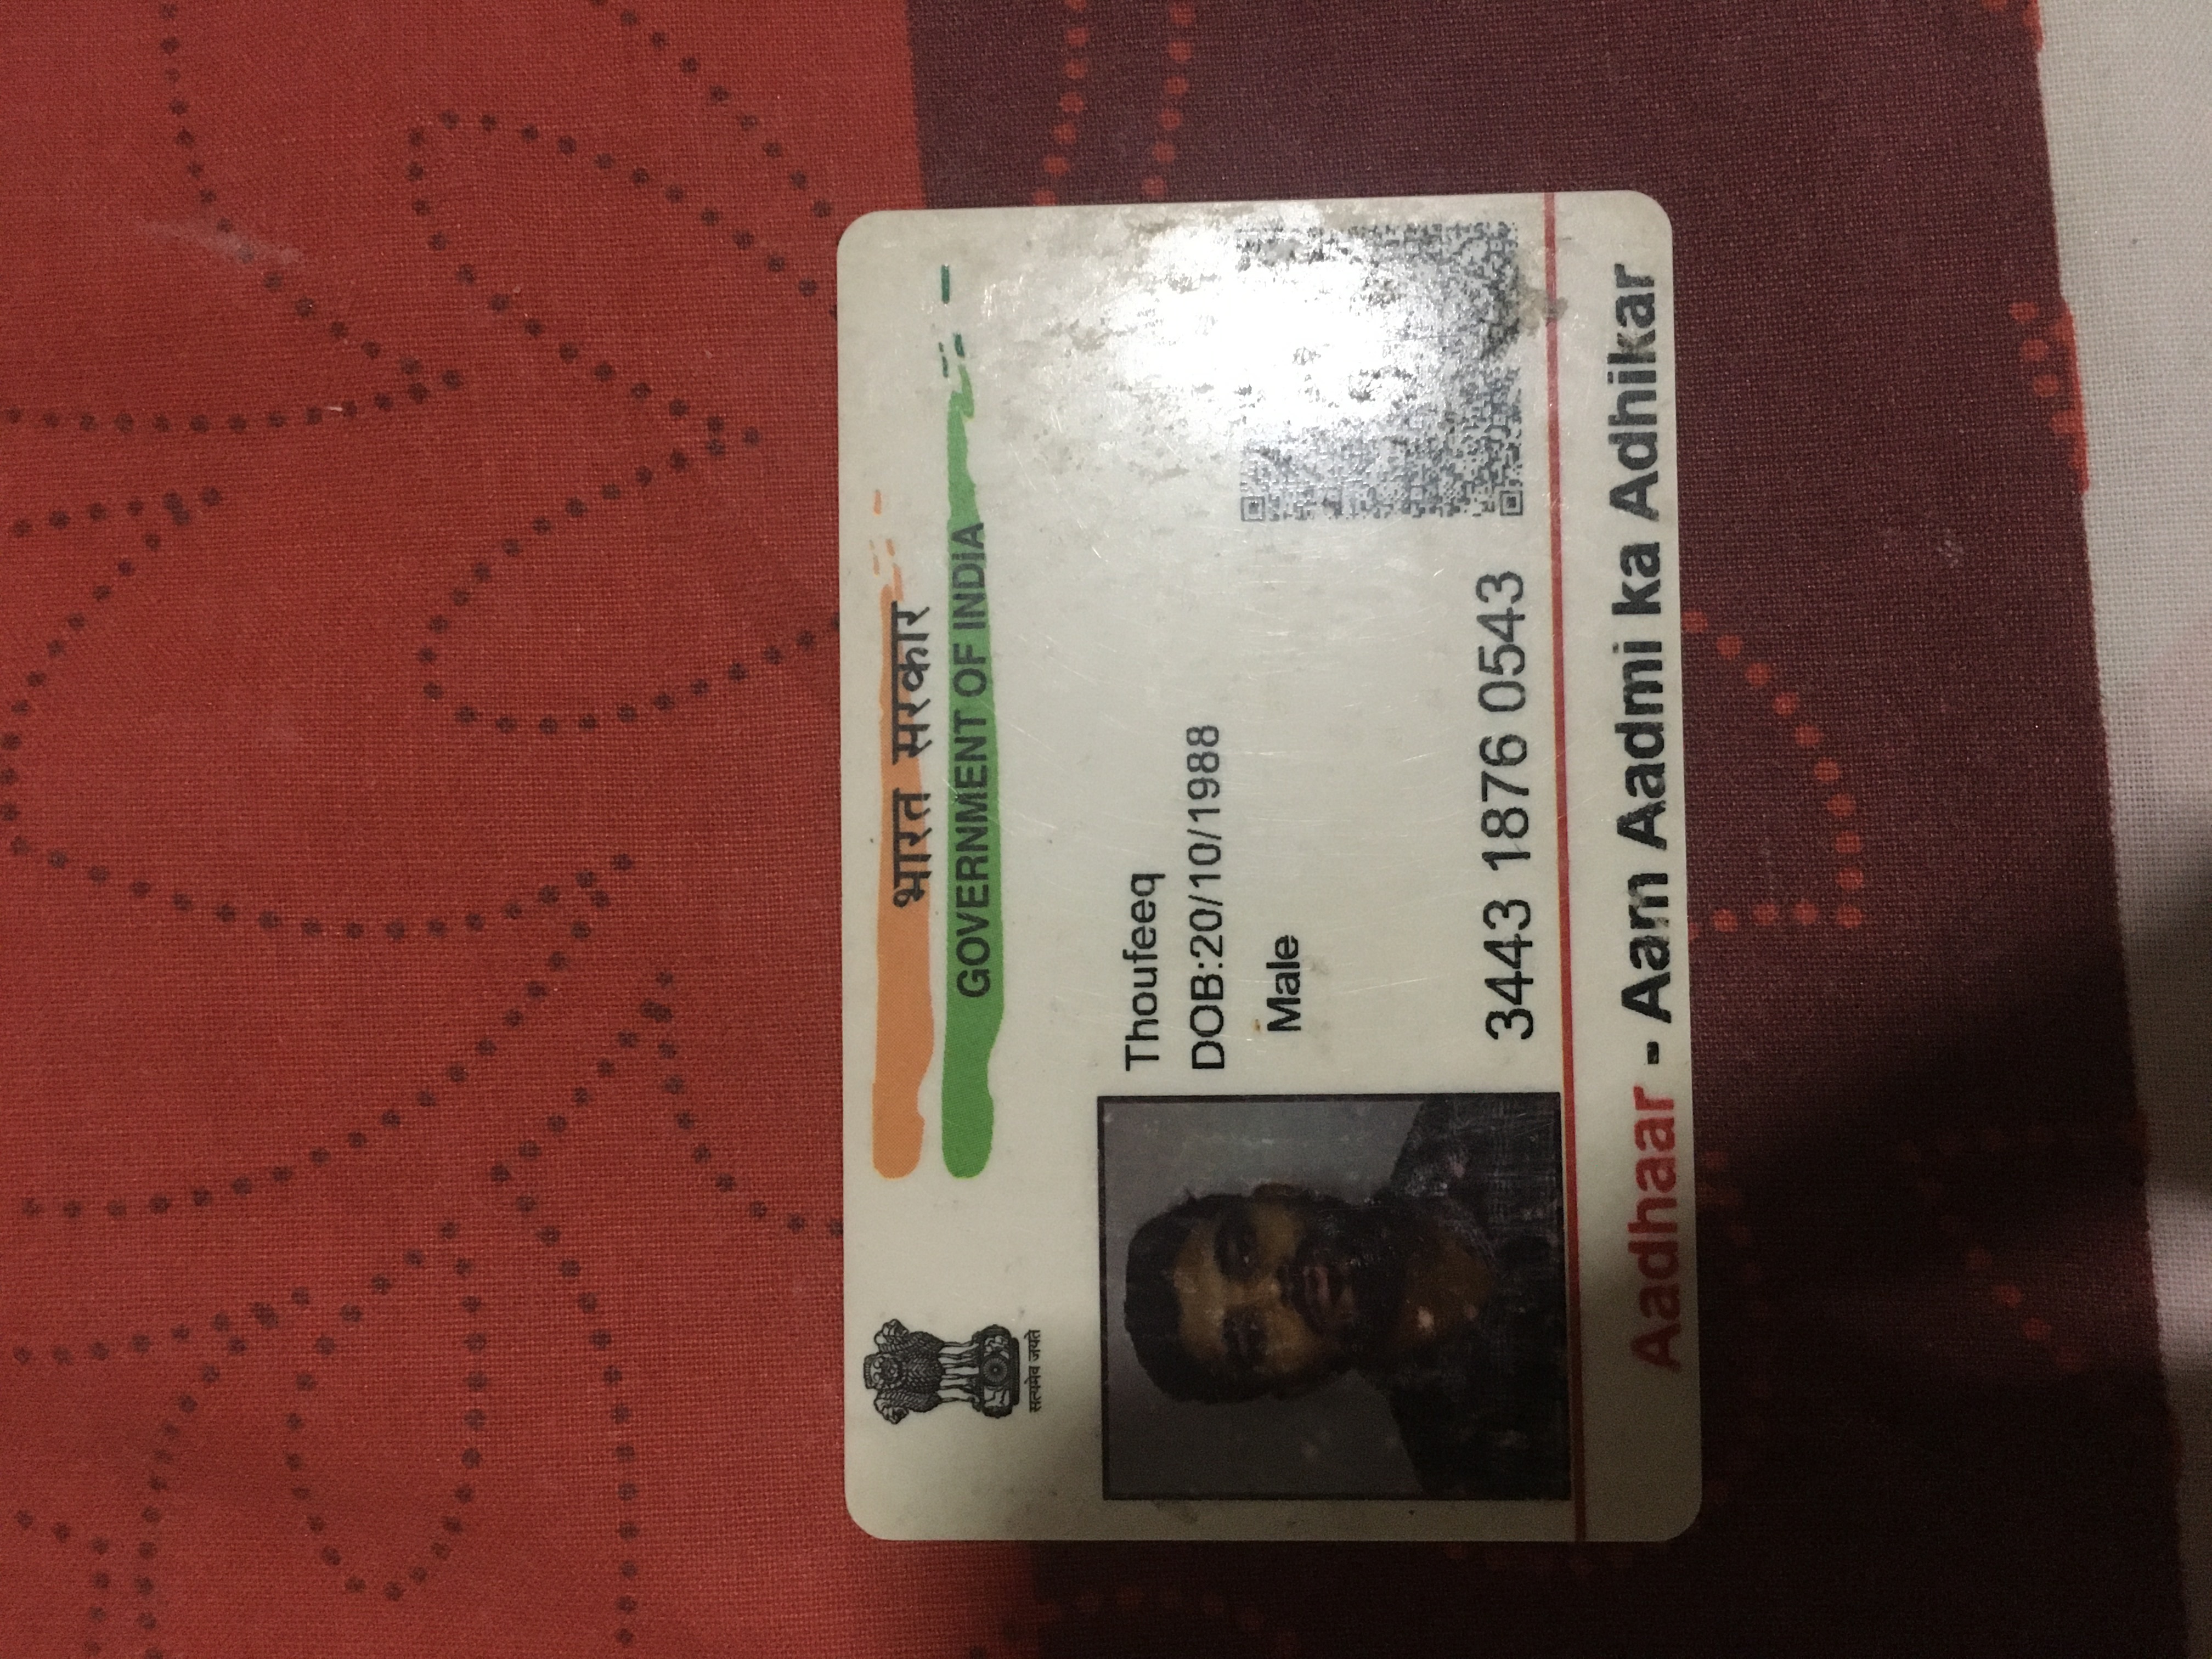 भारत सरकार
GOVERNMENT OF INDIA
सत्यमेव जयते
Thoufeeq
DOB:20/10/1988
Male
3443 1876 0543
Aadhaar - Aam Aadmi ka Adhikar